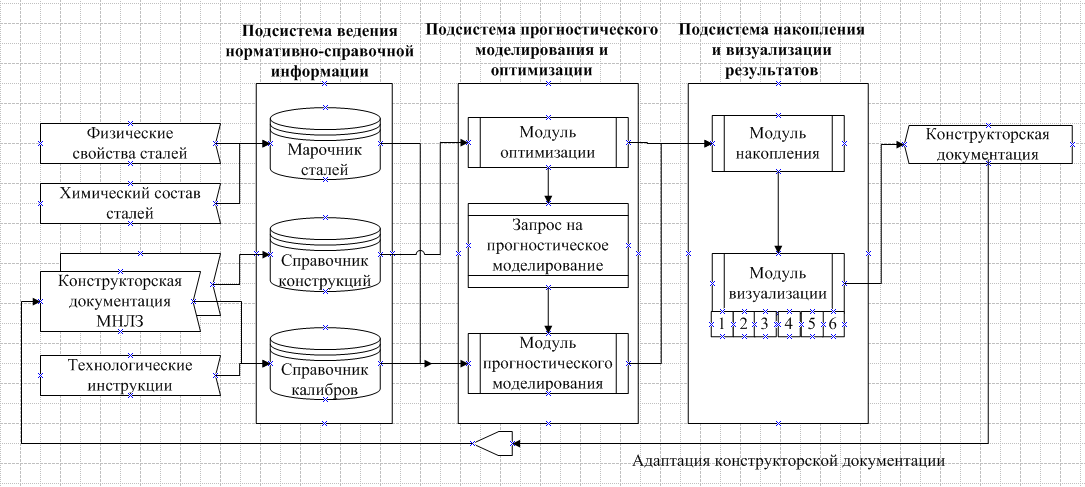 Подсистема ведения
нормативно-справочной
информации
Подсистема прогностического
моделирования и
оптимизации
Подсистема накопления
и визуализации
результатов
Физические
свойства сталей
Химический состав
сталей
Конструкторская
документация
МНЛЗ
Технологические
инструкции
Марочник
сталей
Справочник
конструкций
Справочник
калибров
Модуль
оптимизации
Запрос на
прогностическое
моделирование
Модуль
прогностического
моделирования
Модуль
накопления
Модуль
визуализации
1 2 3 4 5 6
Конструкторская
документация
Адаптация конструкторской документации